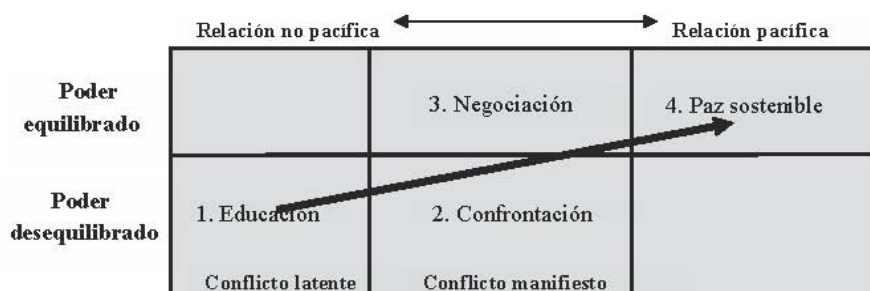 Relación no pacífica
Relación pacífica
Poder
equilibrado
3. Negociación
4. Paz sostenible
Poder
desequilibrado
1. Educación
2. Confrontación
Conflicto latente
Conflicto manifiesto